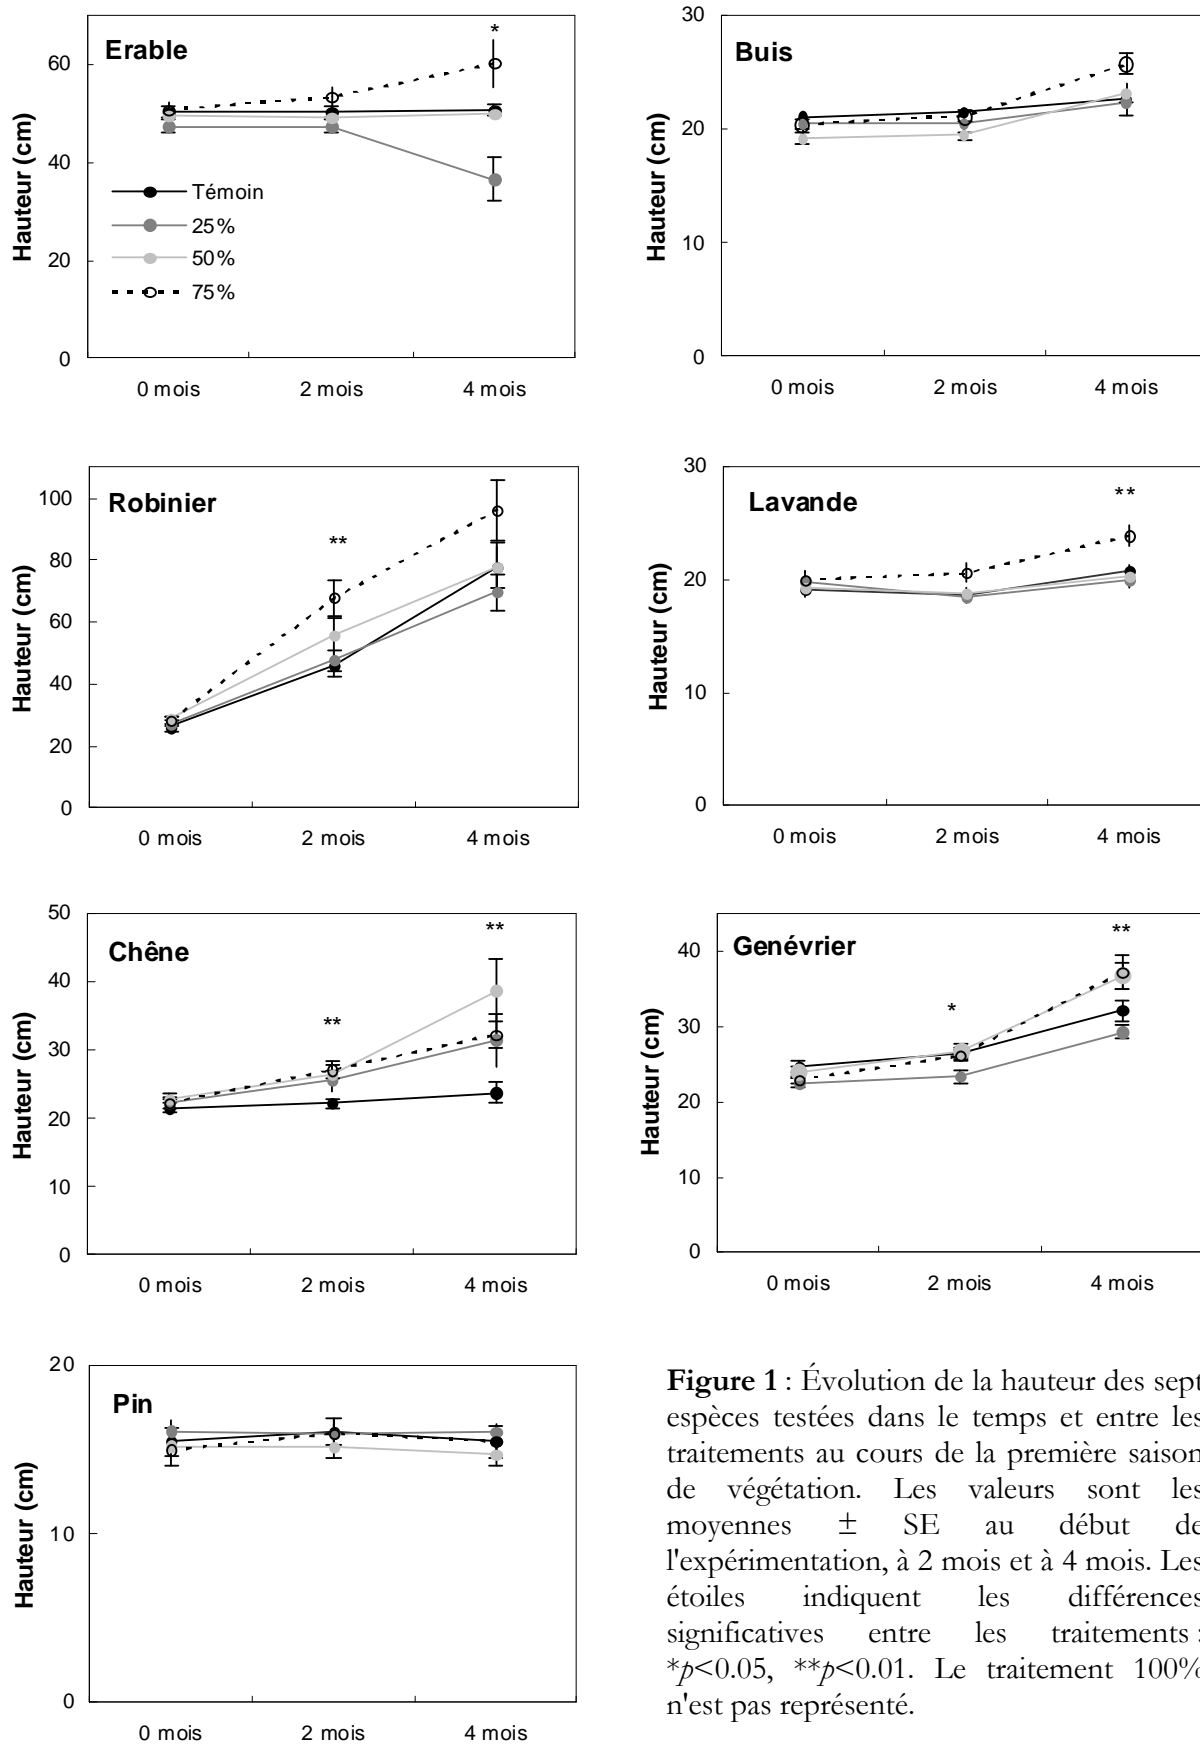 Erable
Hauteur (cm)
60
40
20
0
Témoin
25%
50%
75%
*
0 mois
2 mois
4 mois
Buis
Hauteur (cm)
30
20
10
0
0 mois
2 mois
4 mois
Robinier
Hauteur (cm)
100
80
60
40
20
0
**
0 mois
2 mois
4 mois
Lavande
Hauteur (cm)
30
20
10
0
**
0 mois
2 mois
4 mois
Chêne
Hauteur (cm)
50
40
30
20
10
0
**
**
0 mois
2 mois
4 mois
Genévrier
Hauteur (cm)
40
30
20
10
0
*
**
0 mois
2 mois
4 mois
Pin
Hauteur (cm)
20
10
0
0 mois
2 mois
4 mois
Figure 1 : Évolution de la hauteur des sept
espèces testées dans le temps et entre les
traitements au cours de la première saison
de végétation. Les valeurs sont les
moyennes ± SE au début de
l'expérimentation, à 2 mois et à 4 mois. Les
étoiles indiquent les différences
significatives entre les traitements :
*p<0.05, **p<0.01. Le traitement 100%
n'est pas représenté.